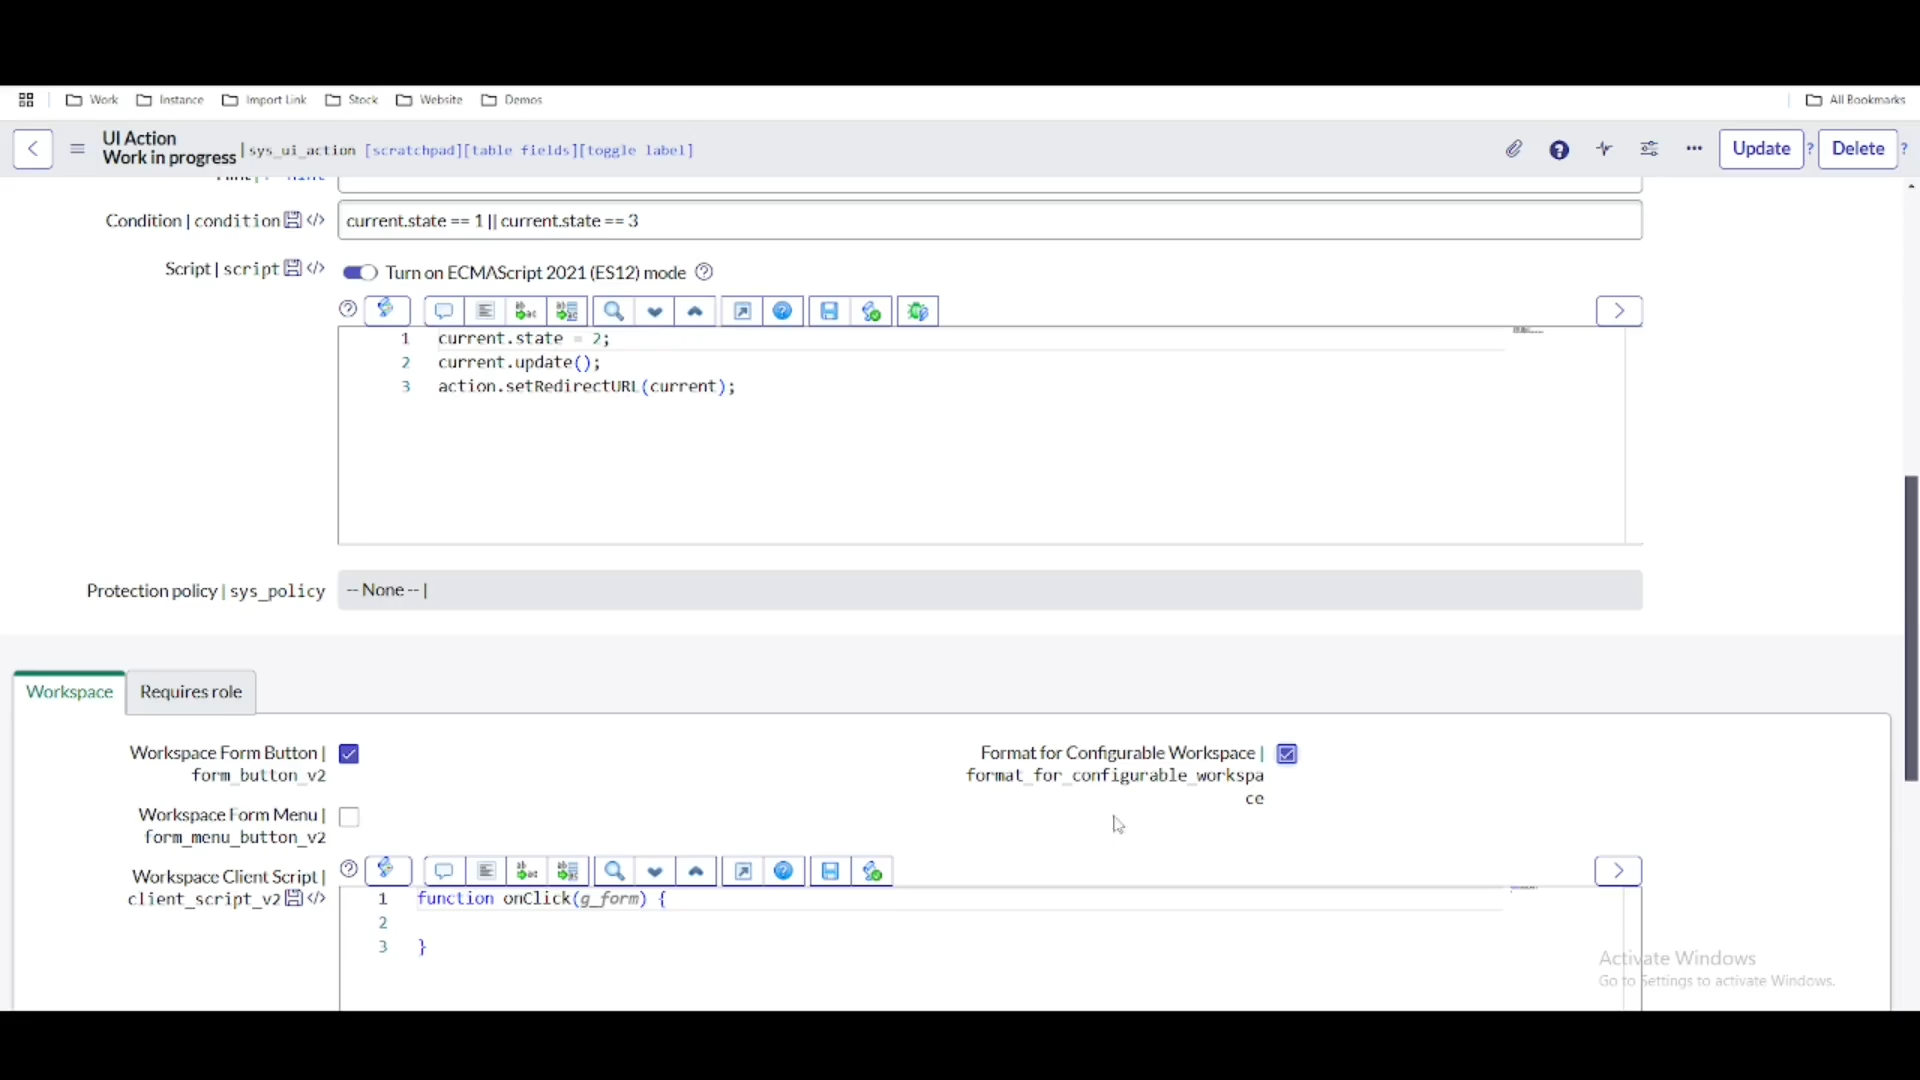 Work Instance Import Link Stock Website Demos All Bookmarks
UI Action
Work in progress | sys_ui_action [scratchpad][table fields][toggle label] Update ? Delete ?
Condition | condition </> current.state == 1 || current.state == 3
Script | script </> Turn on ECMAScript 2021 (ES12) mode
1 current.state = 2;
2 current.update();
3 action.setRedirectURL(current);
Protection policy | sys_policy -- None -- |
Workspace Requires role
Workspace Form Button | Format for Configurable Workspace |
form_button_v2 format_for_configurable_workspa
ce
Workspace Form Menu |
form_menu_button_v2
Workspace Client Script |
client_script_v2 </>
1 function onClick(g_form) {
2
3 }
Activate Windows
Go to Settings to activate Windows.